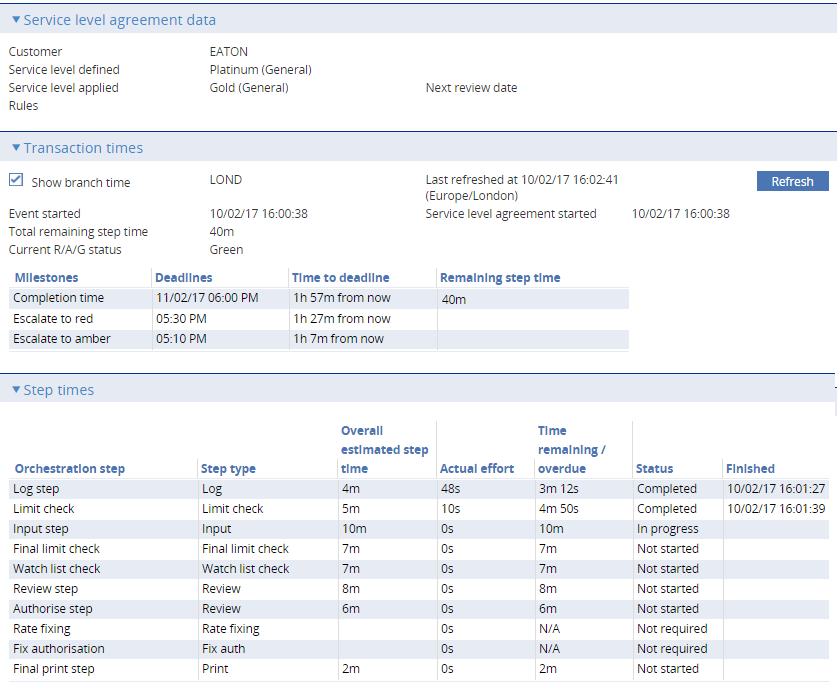 Service level agreement data
Customer EATON
Service level defined Platinum (General)
Service level applied Gold (General) Next review date
Rules
Transaction times
Show branch time LOND Last refreshed at 10/02/17 16:02:41 Refresh
(Europe/London)
Event started 10/02/17 16:00:38 Service level agreement started 10/02/17 16:00:38
Total remaining step time 40m
Current R/A/G status Green
Milestones Deadlines Time to deadline Remaining step time
Completion time 11/02/17 06:00 PM 1h 57m from now 40m
Escalate to red 05:30 PM 1h 27m from now
Escalate to amber 05:10 PM 1h 7m from now
Step times
Overall Time
estimated step remaining /
Orchestration step Step type time Actual effort overdue Status Finished
Log step Log 4m 48s 3m 12s Completed 10/02/17 16:01:27
Limit check Limit check 5m 10s 4m 50s Completed 10/02/17 16:01:39
Input step Input 10m 0s 10m In progress
Final limit check Final limit check 7m 0s 7m Not started
Watch list check Watch list check 7m 0s 7m Not started
Review step Review 8m 0s 8m Not started
Authorise step Review 6m 0s 6m Not started
Rate fixing Rate fixing 0s N/A Not required
Fix authorisation Fix auth 0s N/A Not required
Final print step Print 2m 0s 2m Not started